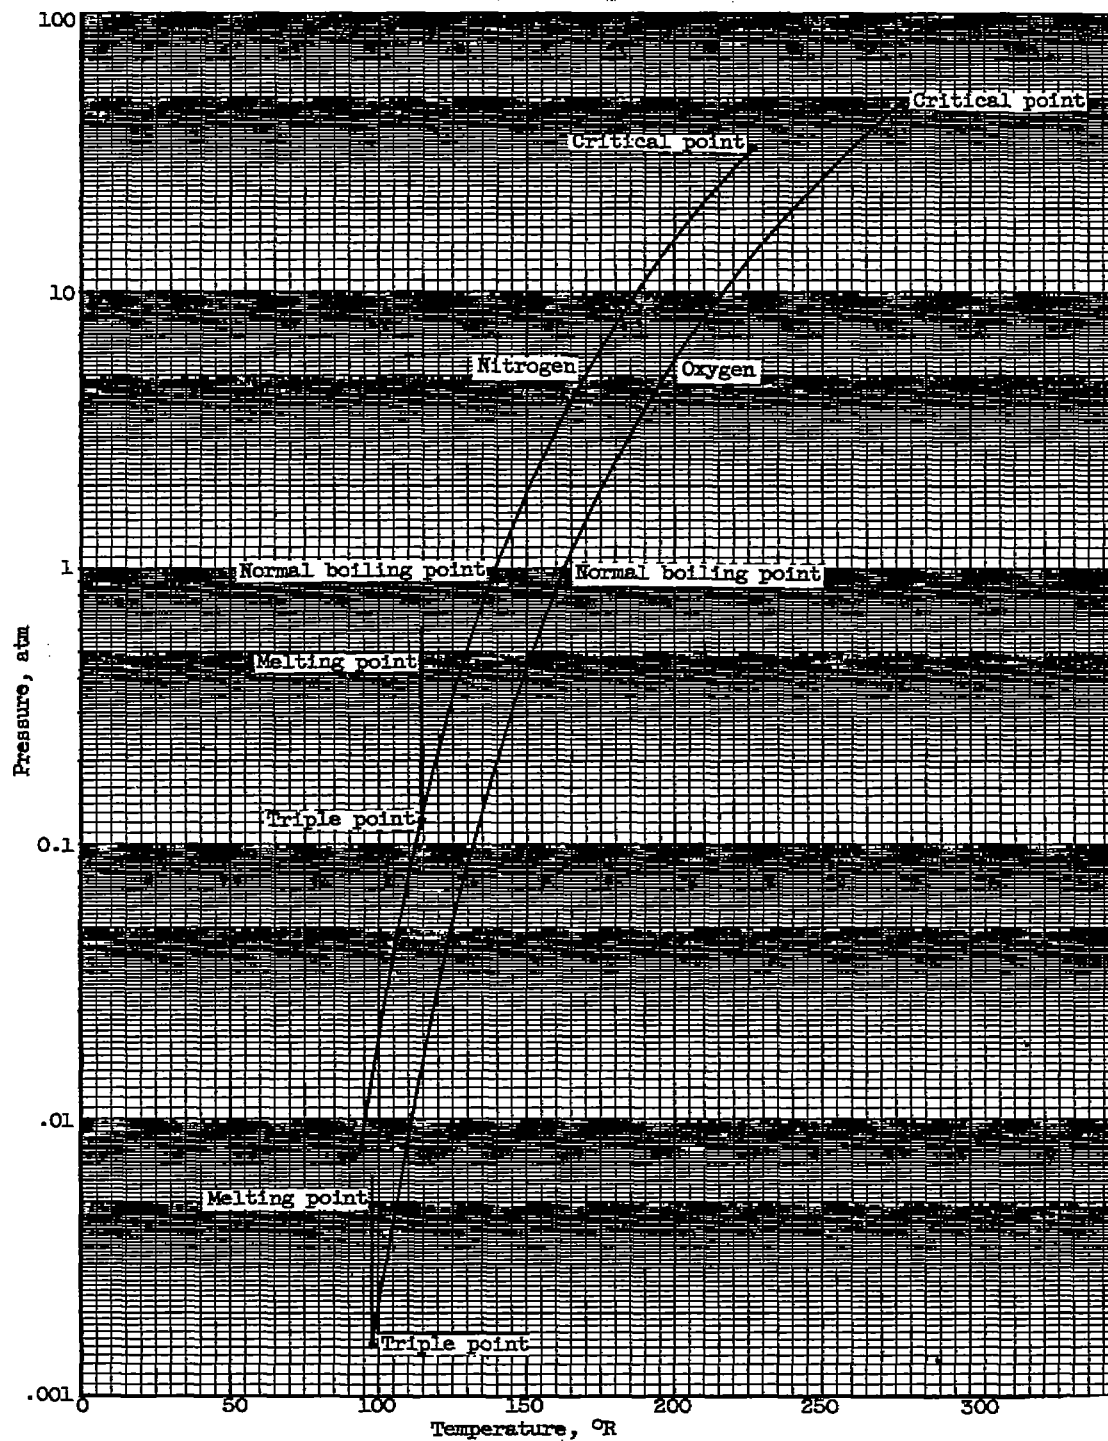 100
Critical point
Critical point
10
Nitrogen
Oxygen
1
Normal boiling point
Normal boiling point
Melting point
Pressure, atm
Triple point
0.1
.01
Melting point
Triple point
.001
0 50 100 150 200 250 300
Temperature, °R